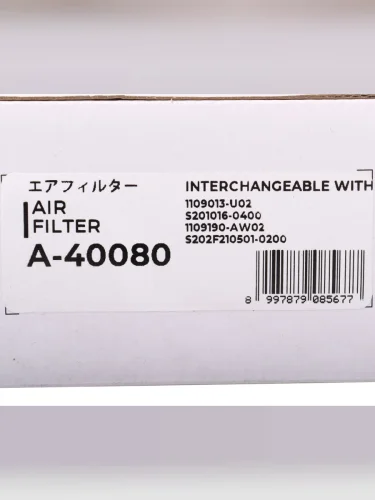 エアフィルター
AIR
FILTER
A-40080
INTERCHANGEABLE WITH
1109013-U02
S201016-0400
1109190-AW02
S202F210501-0200
8 997879 085677